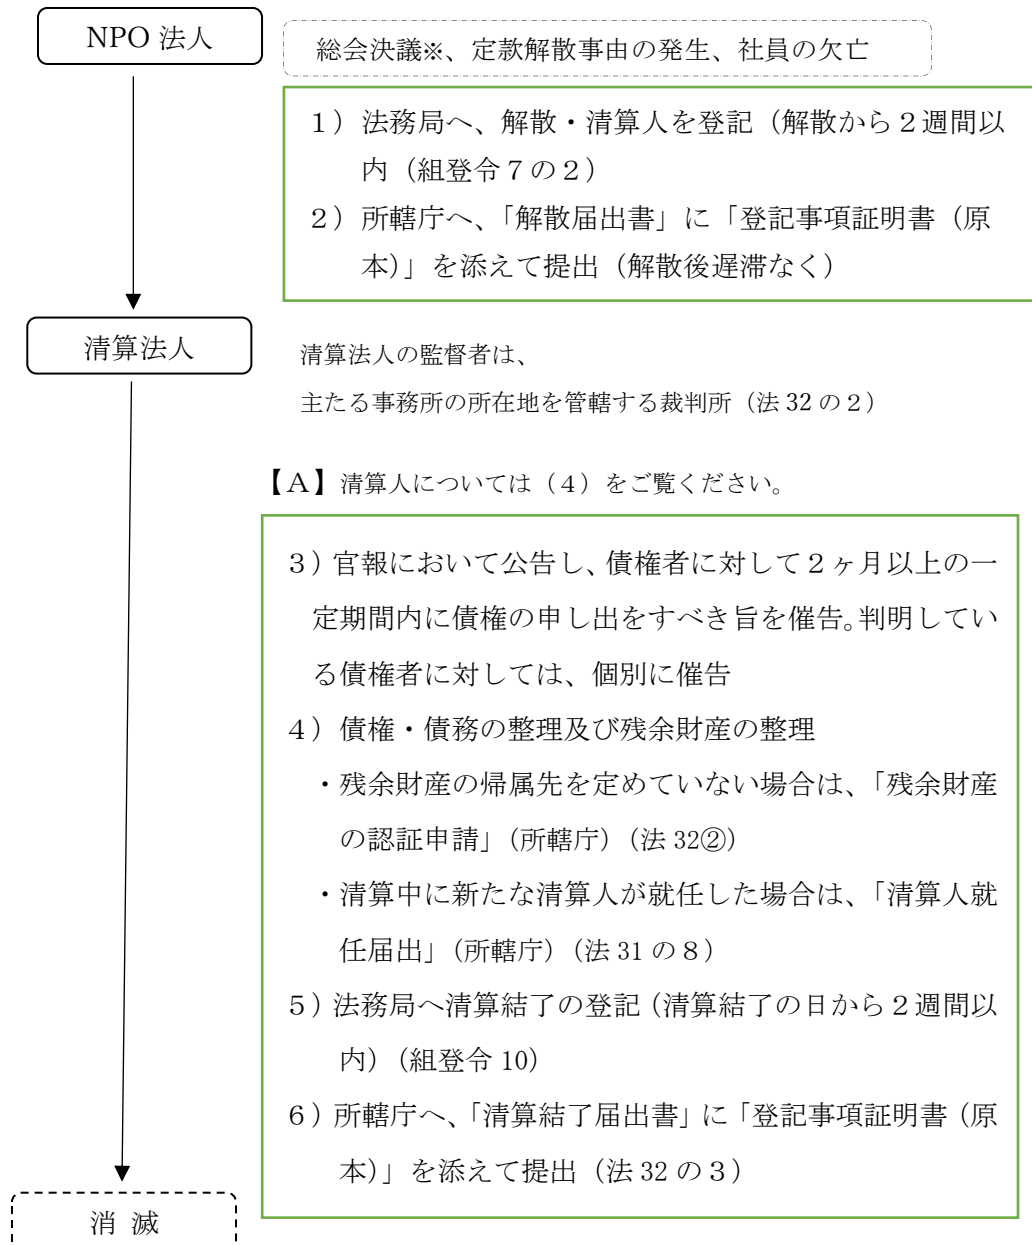 NPO 法人
総会決議※、定款解散事由の発生、社員の欠亡
1）法務局へ、解散・清算人を登記（解散から２週間以
内（組登令７の２）
２）所轄庁へ、「解散届出書」に「登記事項証明書（原
本）」を添えて提出（解散後遅滞なく）
清算法人
清算法人の監督者は、
主たる事務所の所在地を管轄する裁判所（法 32 の２）
【A】清算人については（４）をご覧ください。
３）官報において公告し、債権者に対して２ヶ月以上の一
定期間内に債権の申し出をすべき旨を催告。判明してい
る債権者に対しては、個別に催告
４）債権・債務の整理及び残余財産の整理
・残余財産の帰属先を定めていない場合は、「残余財産
の認証申請」（所轄庁）（法 32②）
・清算中に新たな清算人が就任した場合は、「清算人就
任届出」（所轄庁）（法 31 の８）
５）法務局へ清算結了の登記（清算結了の日から２週間以
内）（組登令 10）
６）所轄庁へ、「清算結了届出書」に「登記事項証明書（原
本）」を添えて提出（法 32 の３）
消 滅